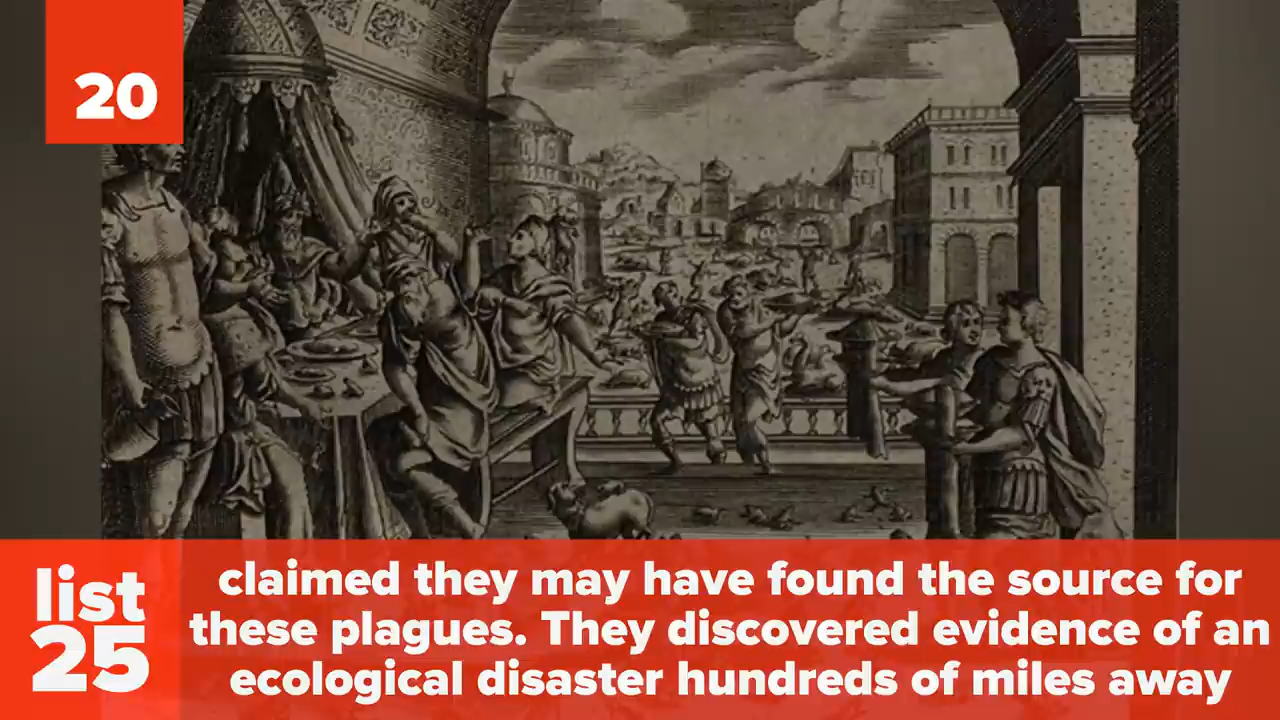 20
list
25
claimed they may have found the source for
these plagues. They discovered evidence of an
ecological disaster hundreds of miles away